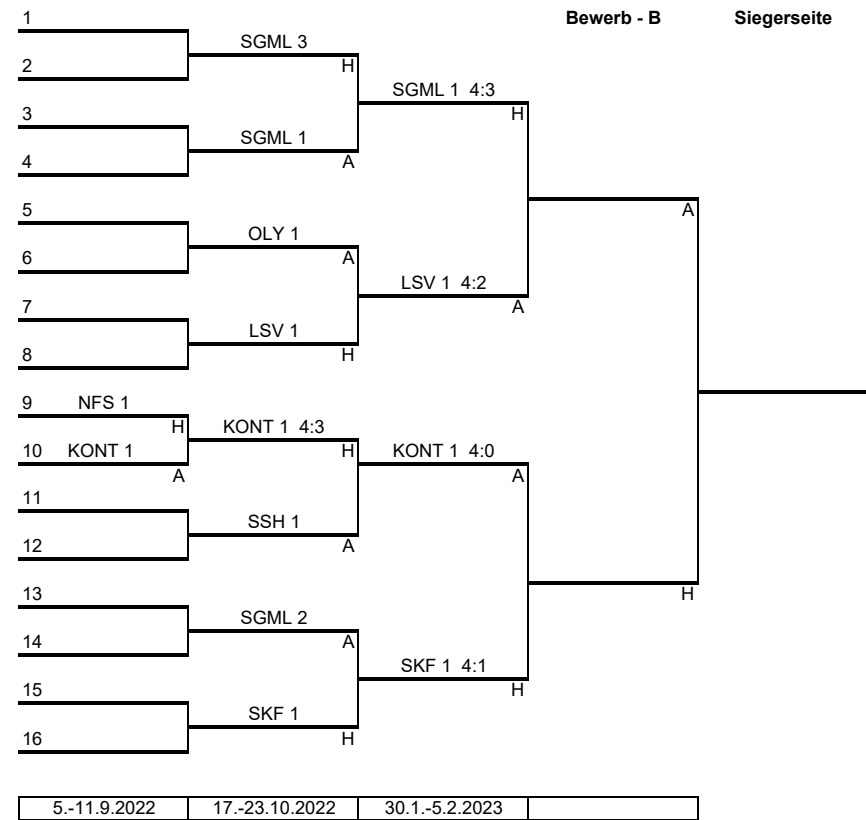 1 Bewerb - B Siegerseite
SGML 3
2 H
SGML 1 4:3
3 H
SGML 1
4 A
5 A
OLY 1
6 A
LSV 1 4:2
7 A
LSV 1
8 H
9 NFS 1
H KONT 1 4:3
10 KONT 1 H KONT 1 4:0
A A
11
SSH 1
12 A
13 H
SGML 2
14 A
SKF 1 4:1
15 H
SKF 1
16 H
5.-11.9.2022 17.-23.10.2022 30.1.-5.2.2023